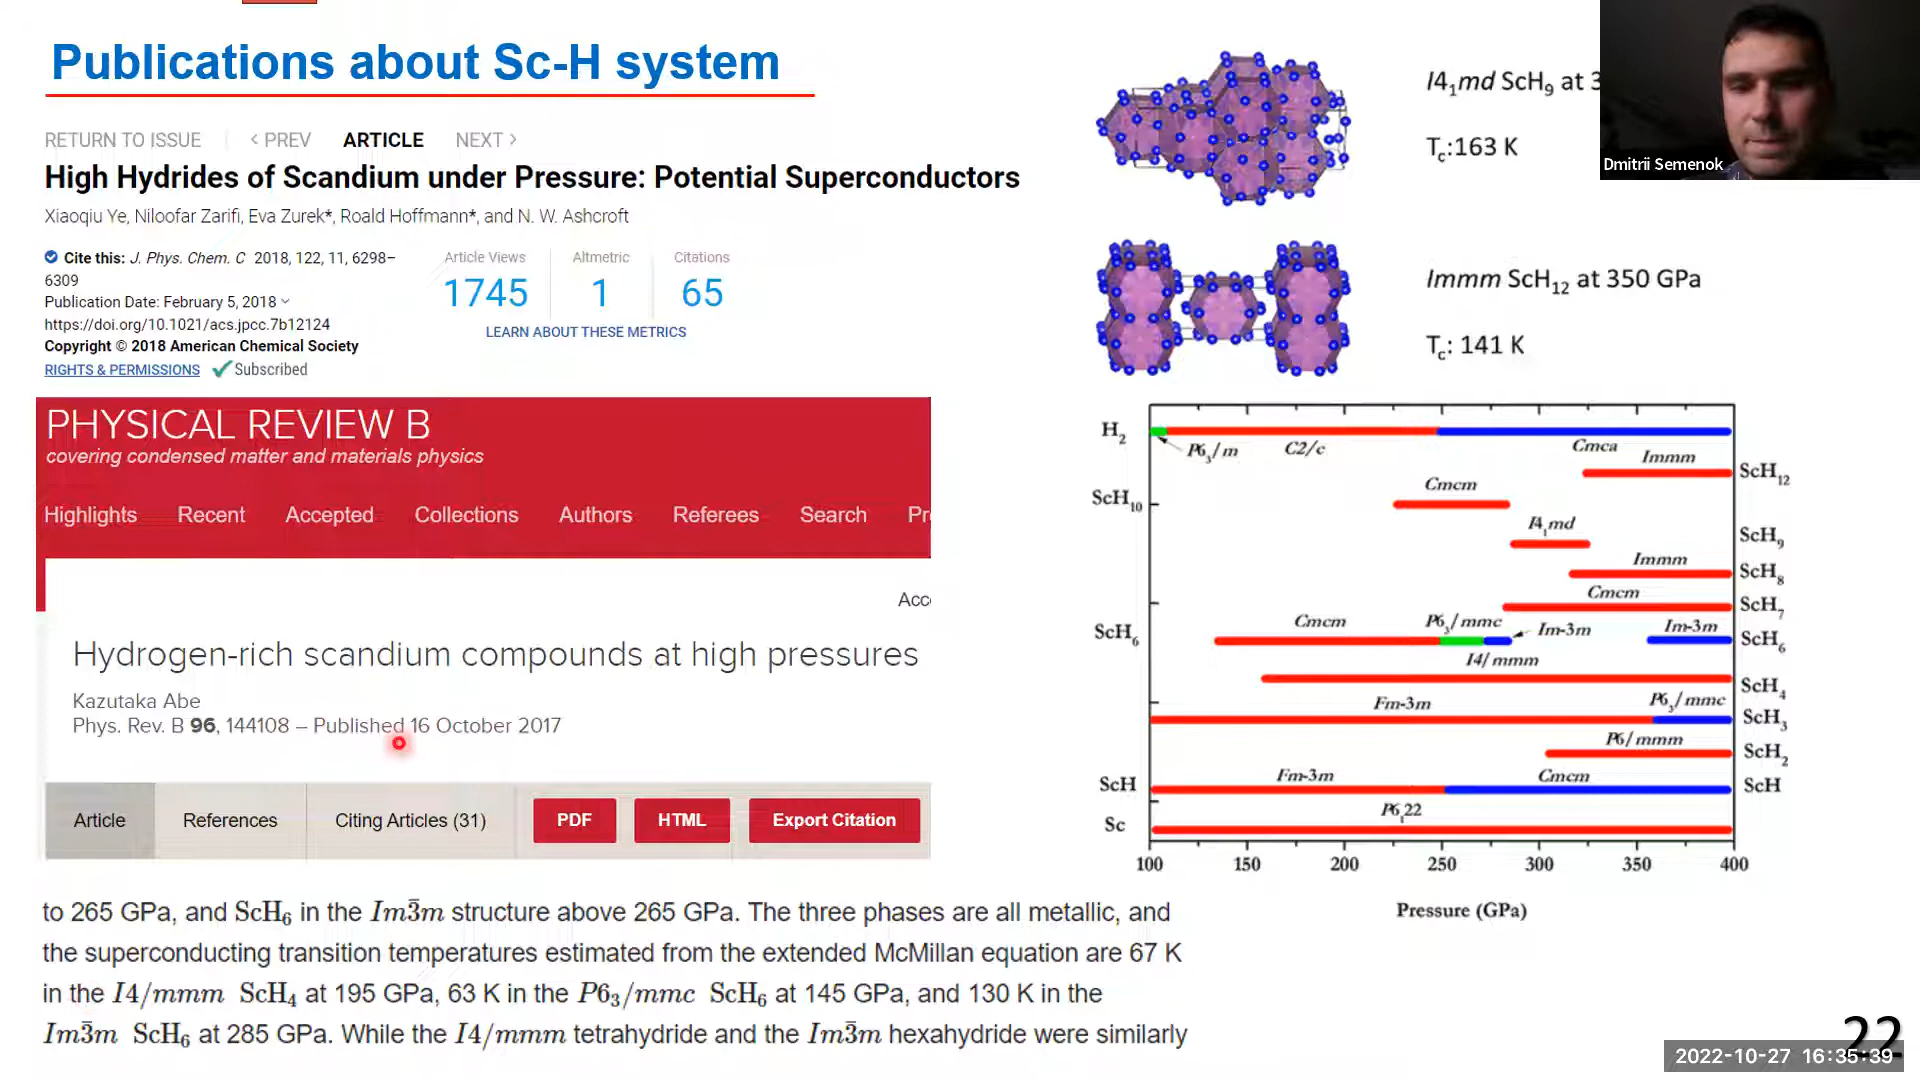 Publications about Sc-H system
RETURN TO ISSUE < PREV ARTICLE NEXT >
High Hydrides of Scandium under Pressure: Potential Superconductors
Xiaoqiu Ye, Niloofar Zarifi, Eva Zurek*, Roald Hoffmann*, and N. W. Ashcroft
Cite this: J. Phys. Chem. C 2018, 122, 11, 6298–
6309
Publication Date: February 5, 2018
https://doi.org/10.1021/acs.jpcc.7b12124
Copyright © 2018 American Chemical Society
RIGHTS & PERMISSIONS ✓ Subscribed
Article Views Altmetric Citations
1745 1 65
LEARN ABOUT THESE METRICS
I4₁md ScH₉ at 3
T꜀:163 K
Dmitrii Semenok
Immm ScH₁₂ at 350 GPa
T꜀: 141 K
PHYSICAL REVIEW B
covering condensed matter and materials physics
Highlights Recent Accepted Collections Authors Referees Search Pr
Acc
Hydrogen-rich scandium compounds at high pressures
Kazutaka Abe
Phys. Rev. B 96, 144108 – Published 16 October 2017
Article References Citing Articles (31) PDF HTML Export Citation
H₂ P6₃/m C2/c Cmca
Immm ScH₁₂
ScH₁₀ Cmcm
I4₁md ScH₉
Immm ScH₈
Cmcm ScH₇
ScH₆ Cmcm P6₃/mmc Im-3m Im-3m ScH₆
I4/mmm ScH₄
Fm-3m P6₃/mmc ScH₃
P6/mmm ScH₂
ScH Fm-3m Cmcm ScH
Sc P6₁22
100 150 200 250 300 350 400
Pressure (GPa)
to 265 GPa, and ScH₆ in the Im3̄m structure above 265 GPa. The three phases are all metallic, and
the superconducting transition temperatures estimated from the extended McMillan equation are 67 K
in the I4/mmm ScH₄ at 195 GPa, 63 K in the P6₃/mmc ScH₆ at 145 GPa, and 130 K in the
Im3̄m ScH₆ at 285 GPa. While the I4/mmm tetrahydride and the Im3̄m hexahydride were similarly
22
2022-10-27 16:35:39